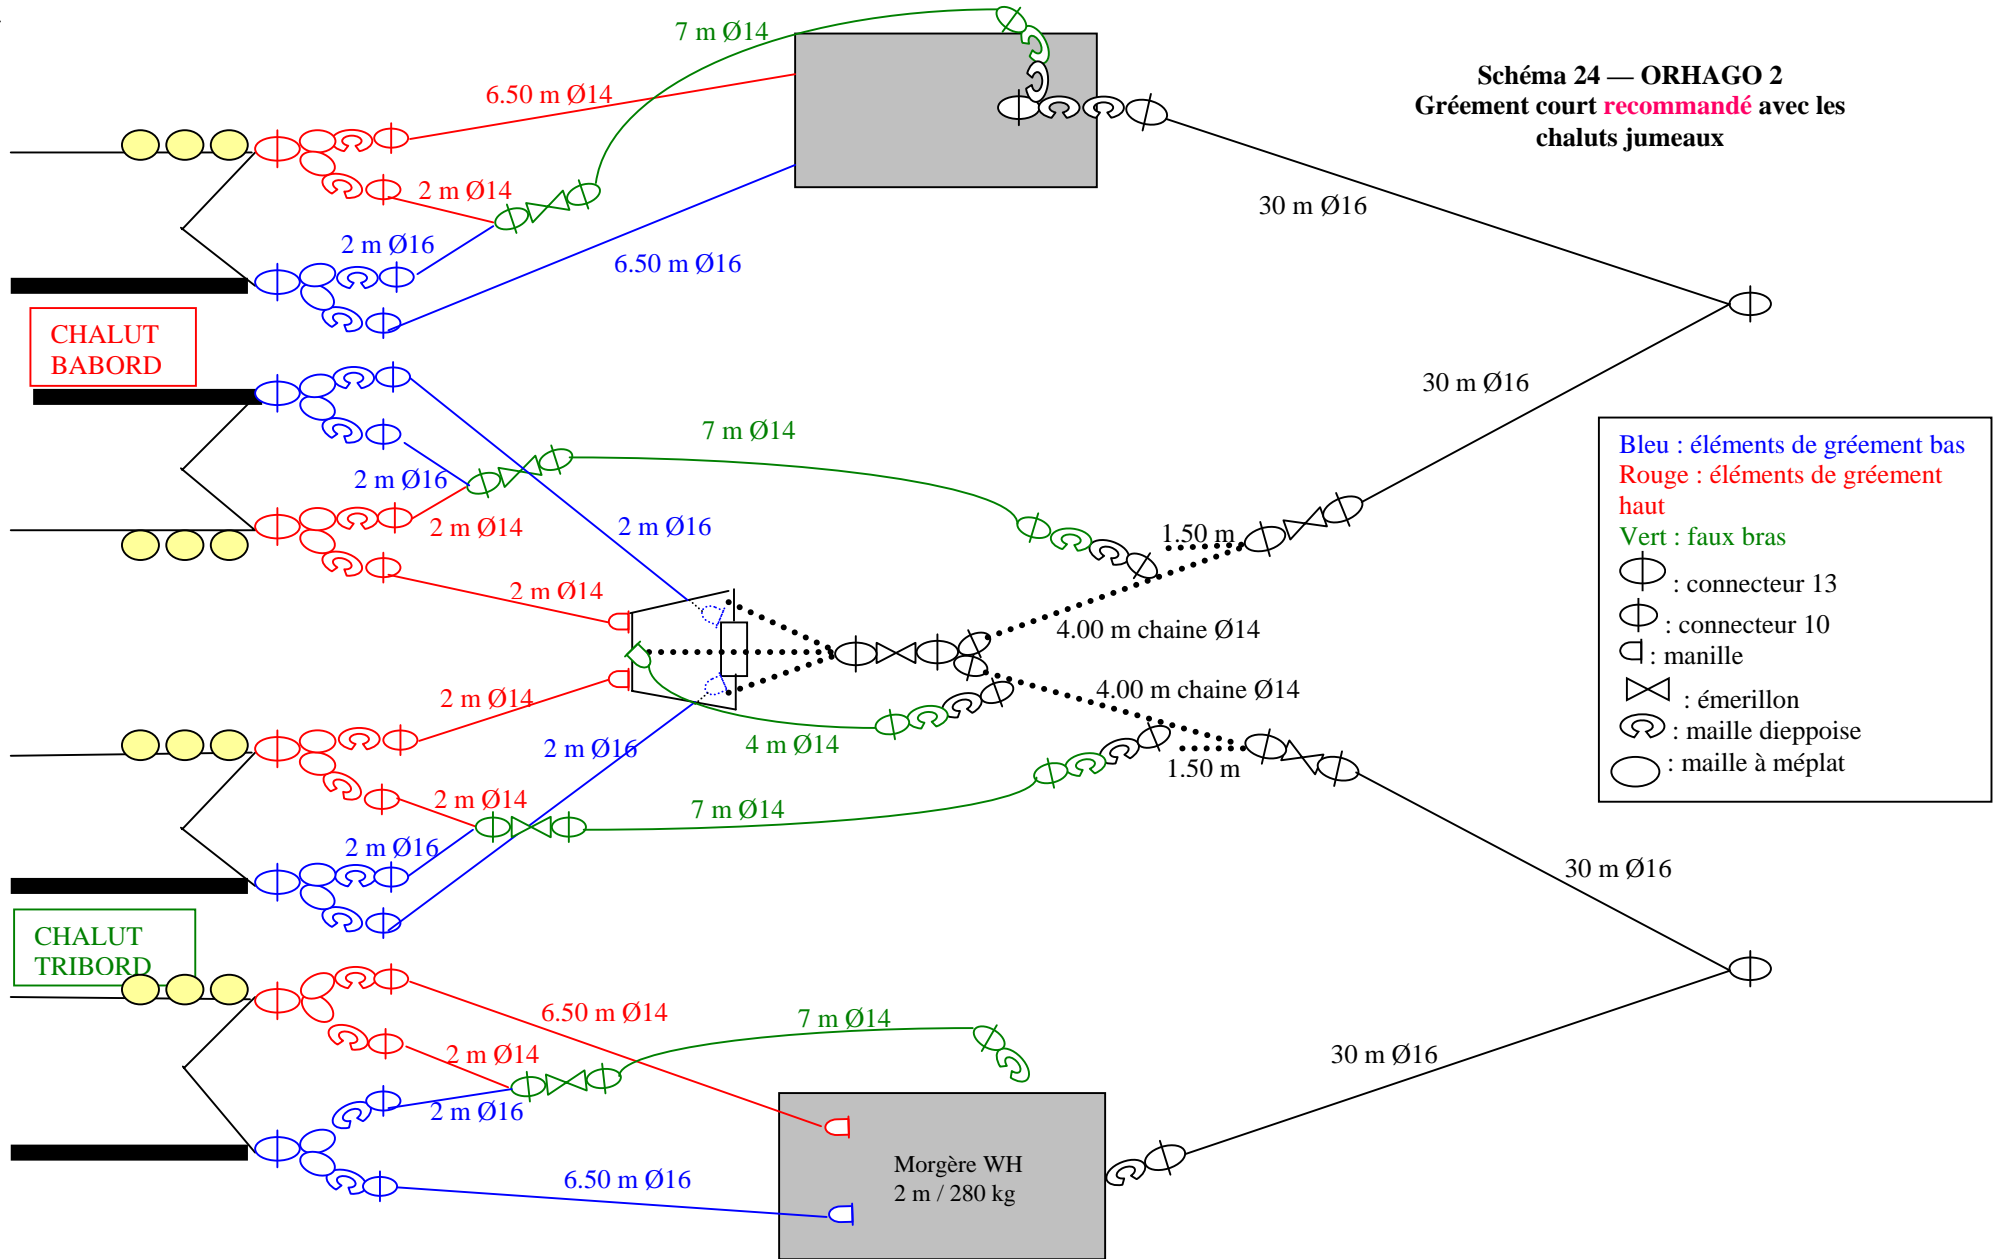 7 m Ø14
Schéma 24 — ORHAGO 2
Gréement court recommandé avec les
chaluts jumeaux
6.50 m Ø14
2 m Ø14
30 m Ø16
2 m Ø16
6.50 m Ø16
CHALUT
BABORD
30 m Ø16
7 m Ø14
2 m Ø16
2 m Ø14
2 m Ø16
1.50 m
2 m Ø14
4.00 m chaine Ø14
4.00 m chaine Ø14
2 m Ø14
2 m Ø16
4 m Ø14
1.50 m
2 m Ø14
7 m Ø14
2 m Ø16
30 m Ø16
Bleu : éléments de gréement bas
Rouge : éléments de gréement
haut
Vert : faux bras
: connecteur 13
: connecteur 10
: manille
: émerillon
: maille dieppoise
: maille à méplat
CHALUT
TRIBORD
6.50 m Ø14
7 m Ø14
2 m Ø14
30 m Ø16
2 m Ø16
6.50 m Ø16
Morgère WH
2 m / 280 kg